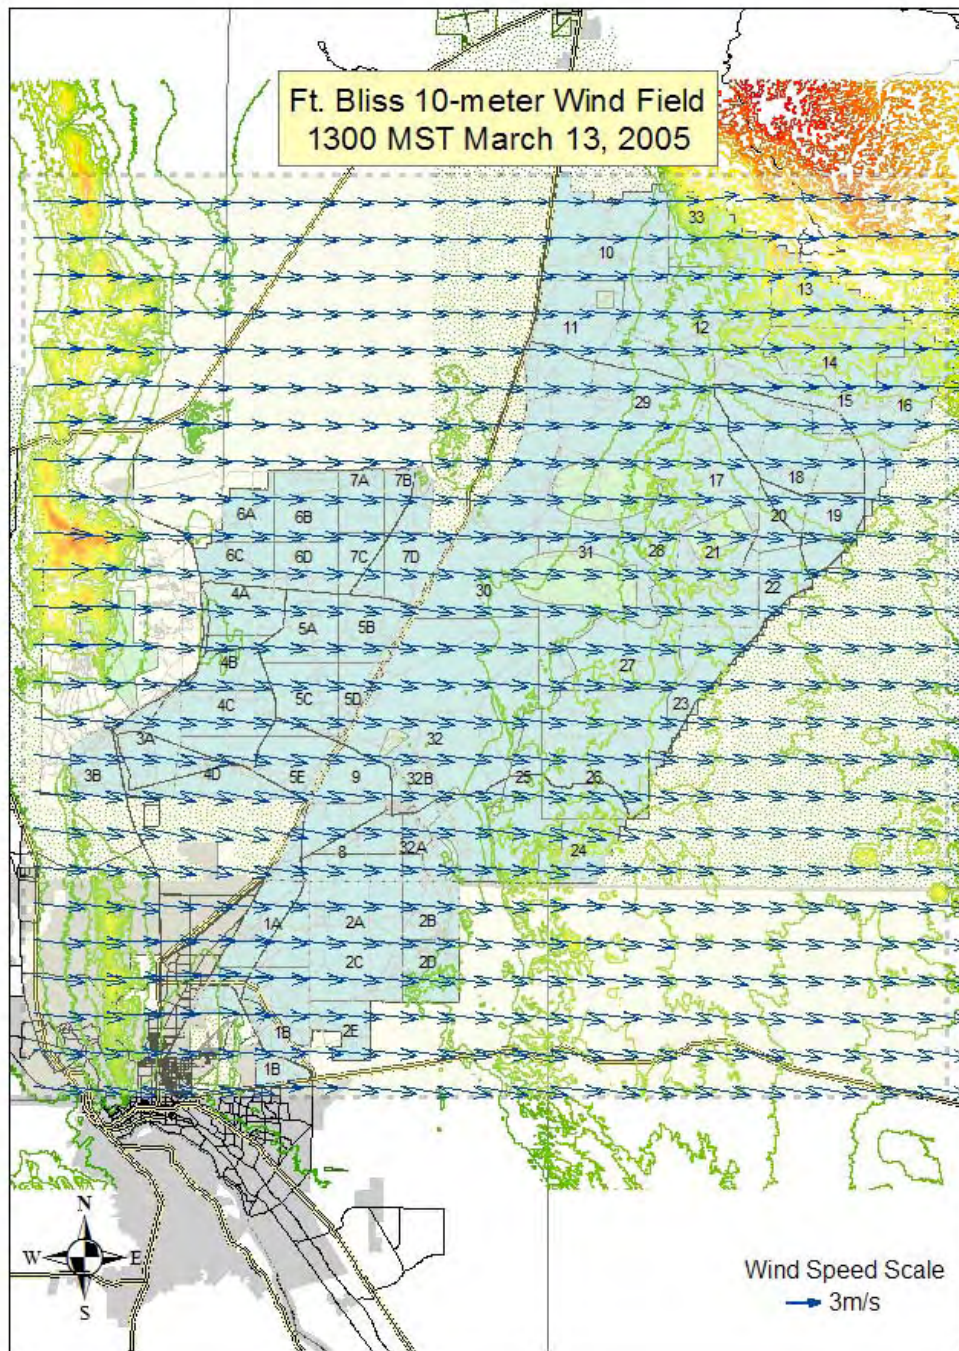 Ft. Bliss 10-meter Wind Field
1300 MST March 13, 2005
33
10
13
11
12
14
29
15
16
7A
7B
17
18
6A
6B
20
19
6C
6D
7C
7D
31
28
21
4A
30
22
5A
5B
4B
27
4C
5C
5D
23
3A
32
3B
4D
5E
9
32B
25
26
8
32A
24
1A
2A
2B
2C
2D
1B
2E
1B
N
W
E
S
Wind Speed Scale
3m/s